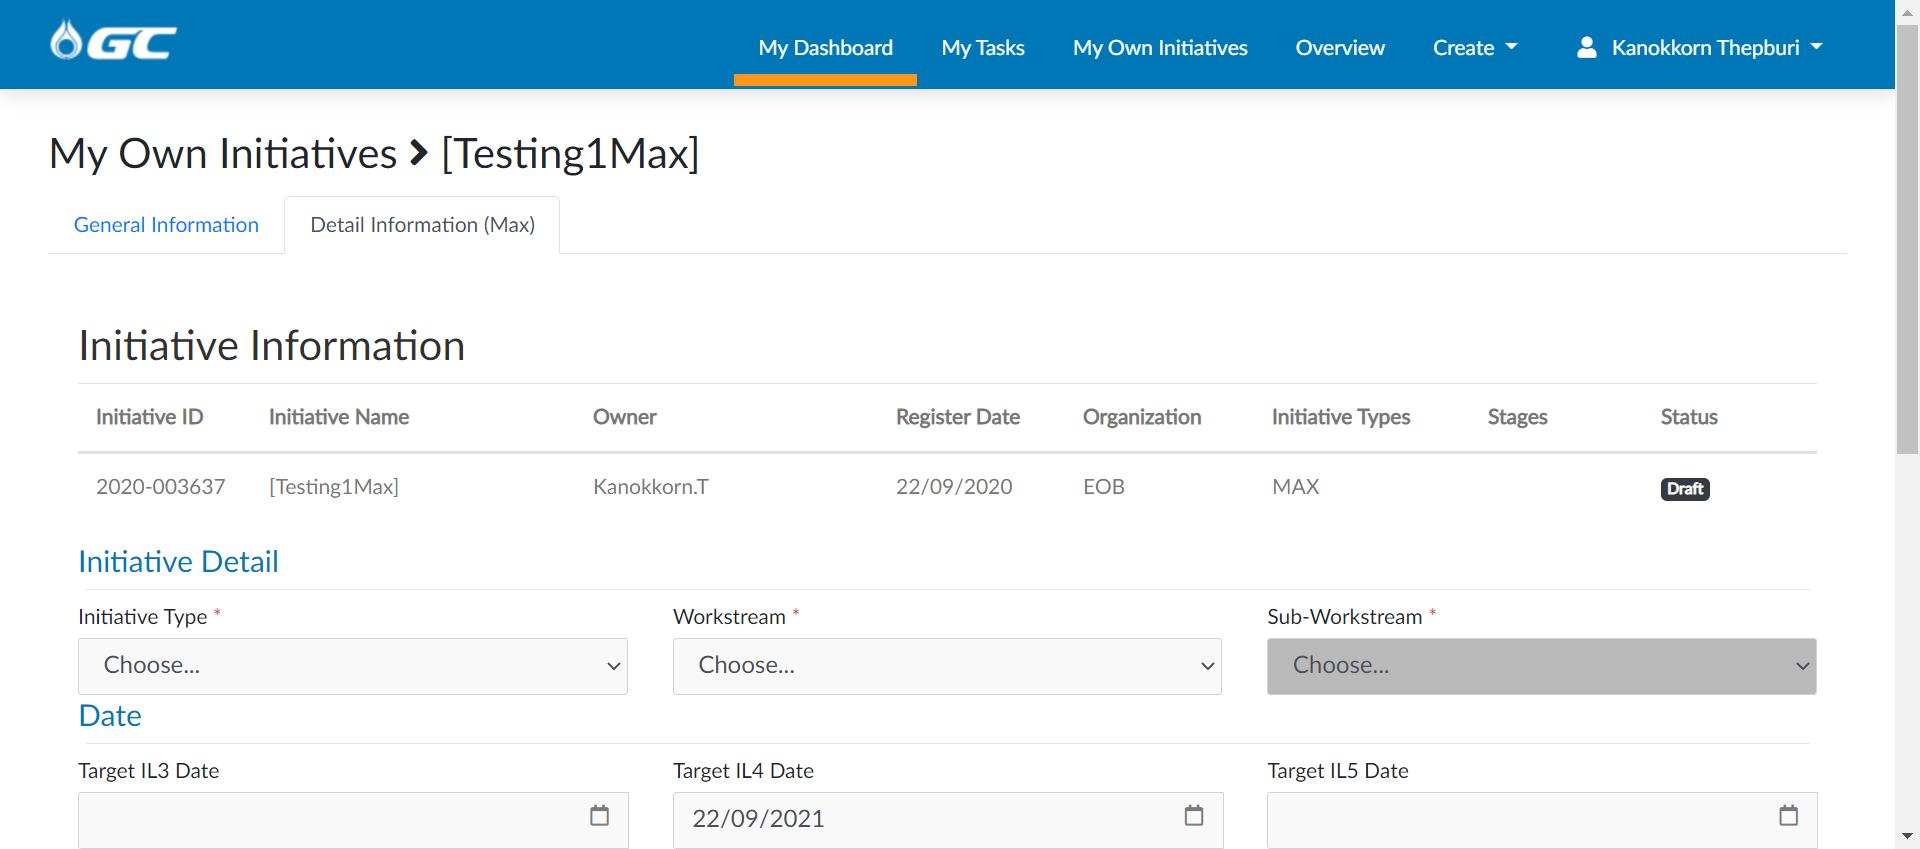 GC
My Dashboard My Tasks My Own Initiatives Overview Create Kanokkorn Thepburi
My Own Initiatives > [Testing1Max]
General Information Detail Information (Max)
Initiative Information
Initiative ID Initiative Name Owner Register Date Organization Initiative Types Stages Status
2020-003637 [Testing1Max] Kanokkorn.T 22/09/2020 EOB MAX Draft
Initiative Detail
Initiative Type * Workstream * Sub-Workstream *
Choose... Choose... Choose...
Date
Target IL3 Date Target IL4 Date Target IL5 Date
22/09/2021